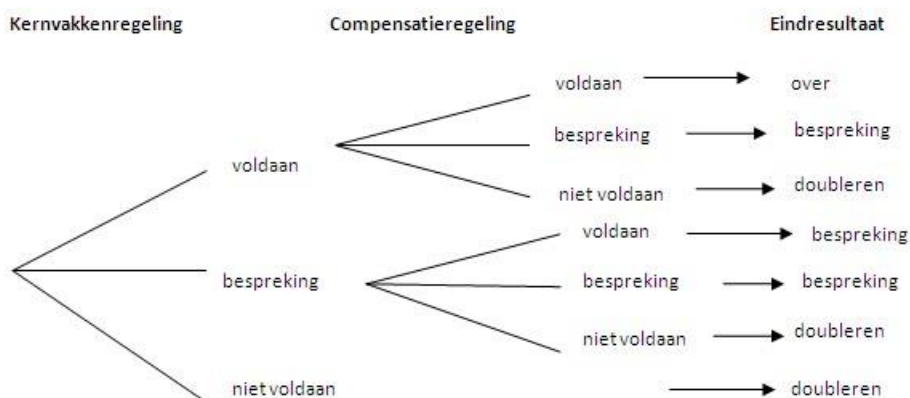 Kernvakkenregeling Compensatieregeling Eindresultaat
voldaan over
bespreking bespreking
voldaan
niet voldaan doubleren
voldaan bespreking
bespreking bespreking bespreking
niet voldaan doubleren
niet voldaan doubleren